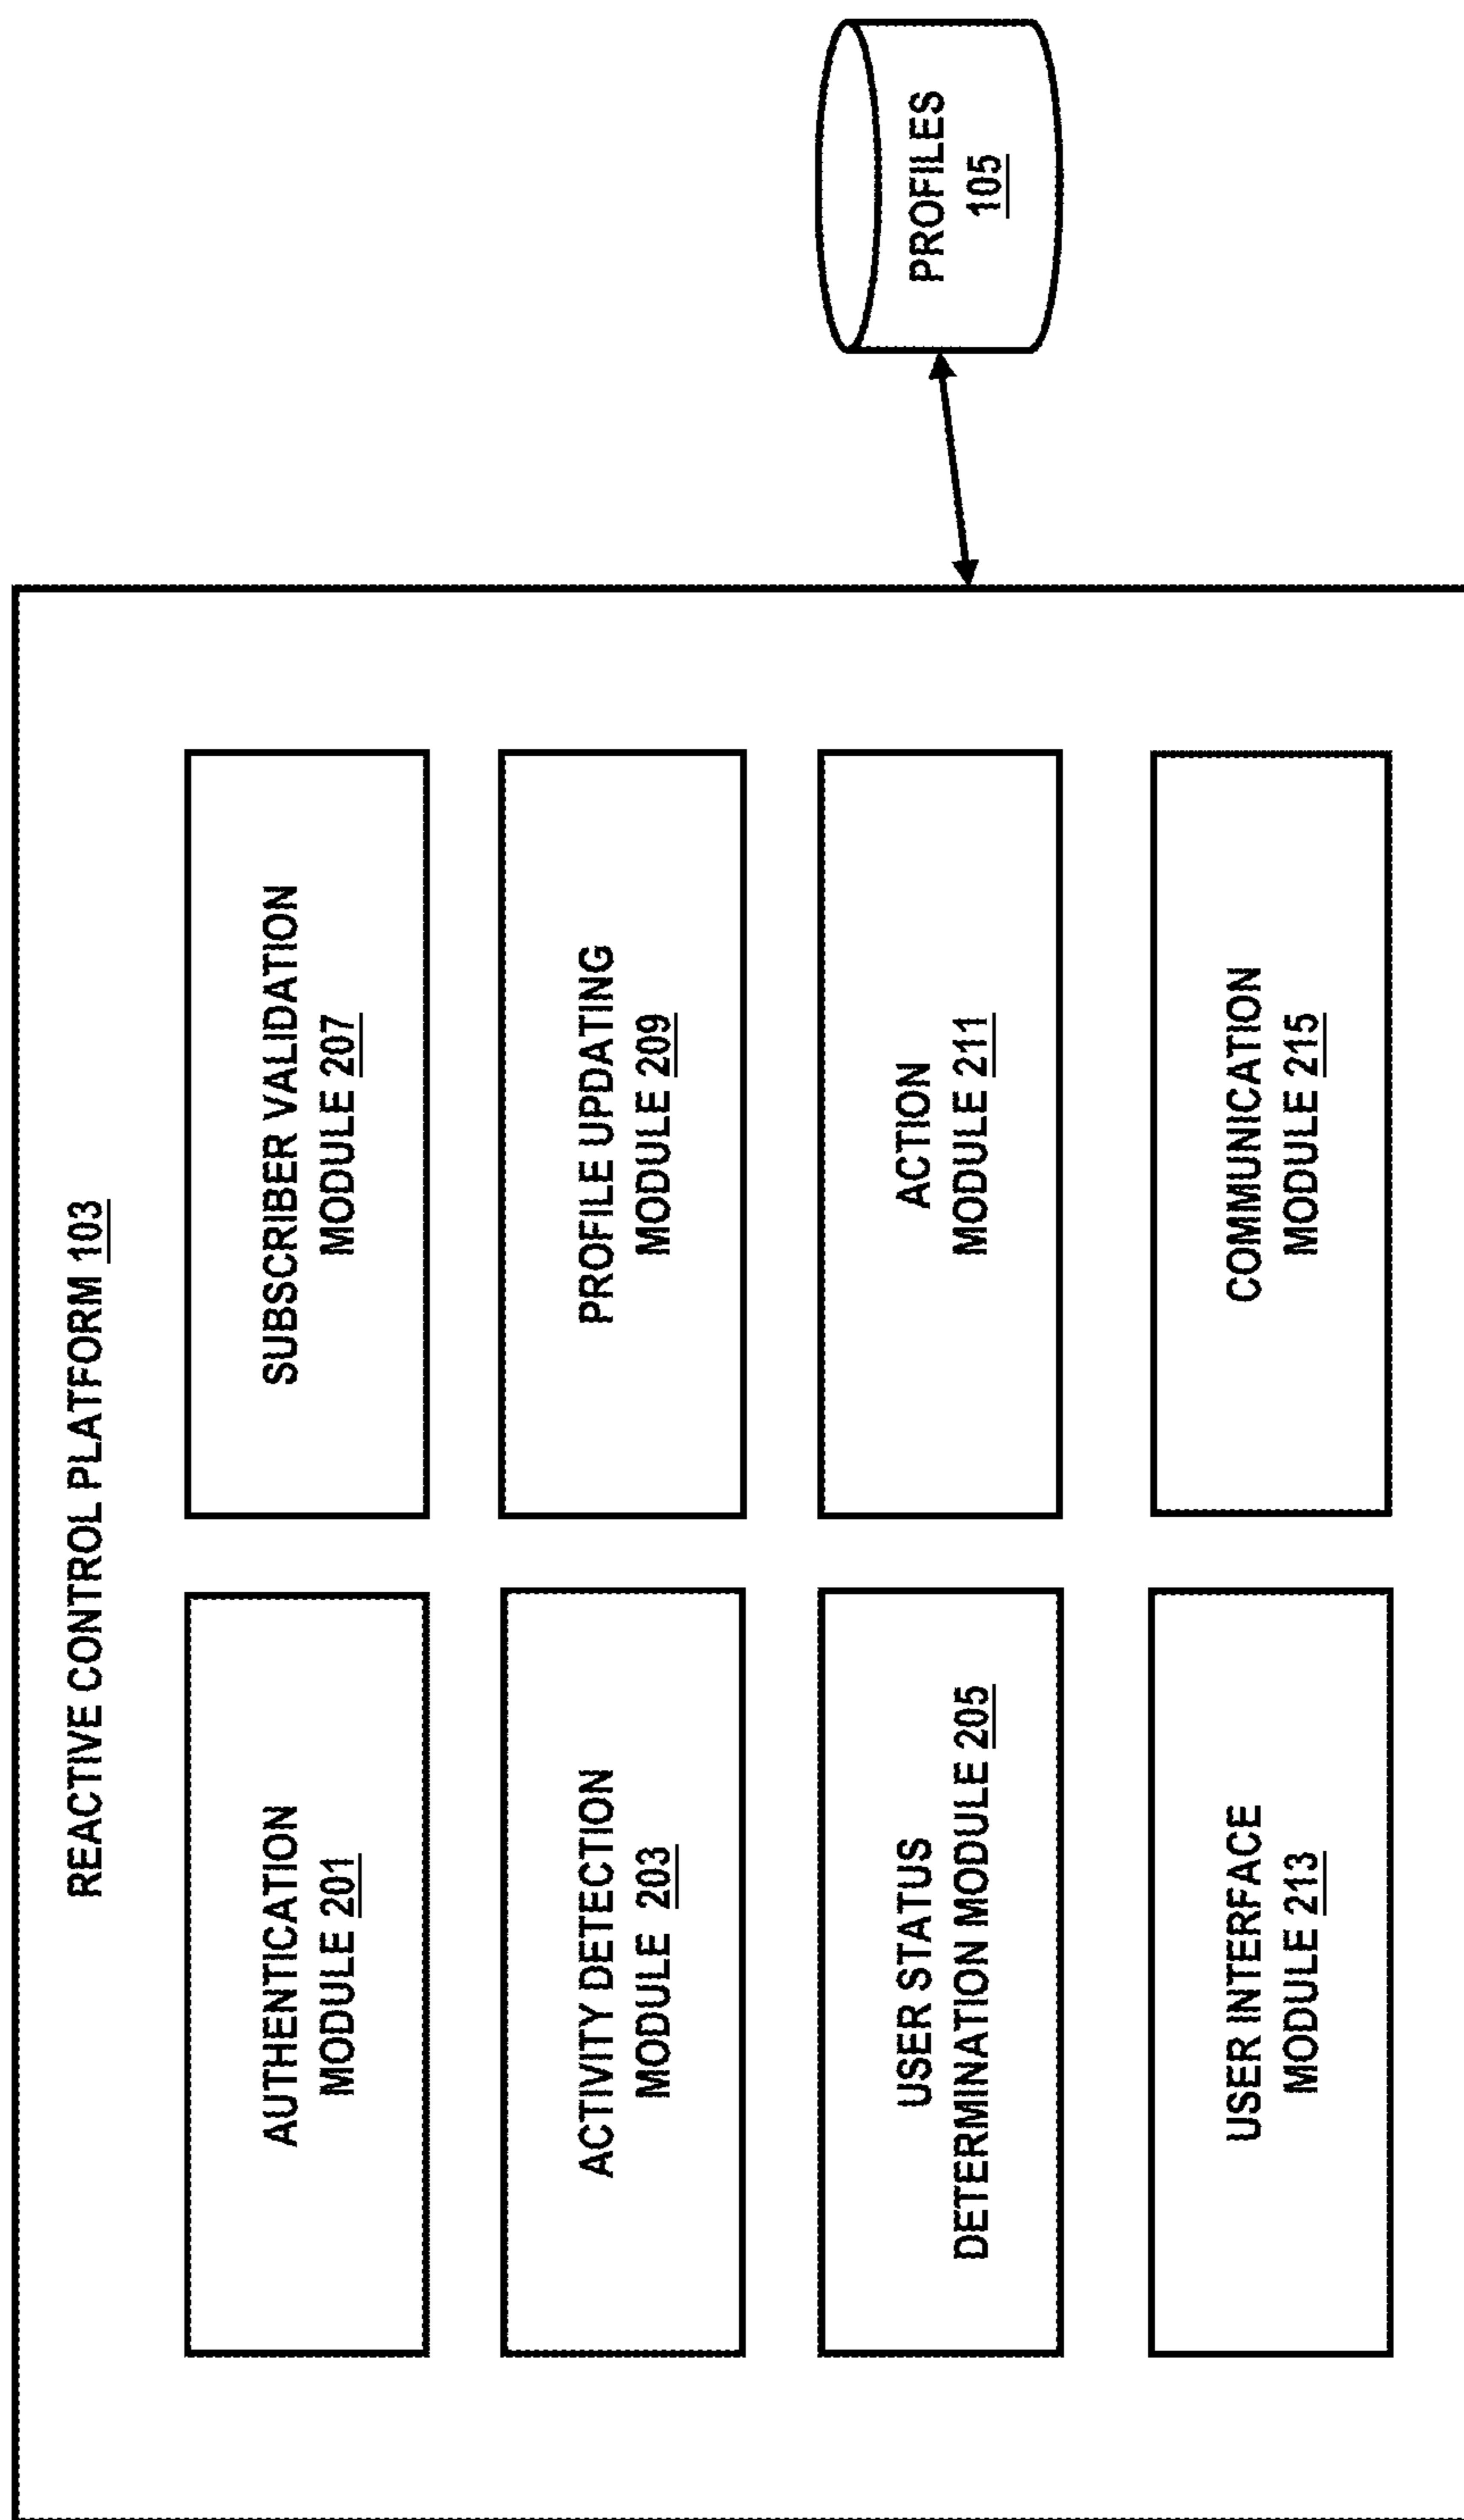 REACTIVE CONTROL PLATFORM 103
AUTHENTICATION
MODULE 201
SUBSCRIBER VALIDATION
MODULE 207
ACTIVITY DETECTION
MODULE 203
PROFILE UPDATING
MODULE 209
USER STATUS
DETERMINATION MODULE 205
ACTION
MODULE 211
USER INTERFACE
MODULE 213
COMMUNICATION
MODULE 215
PROFILES
105